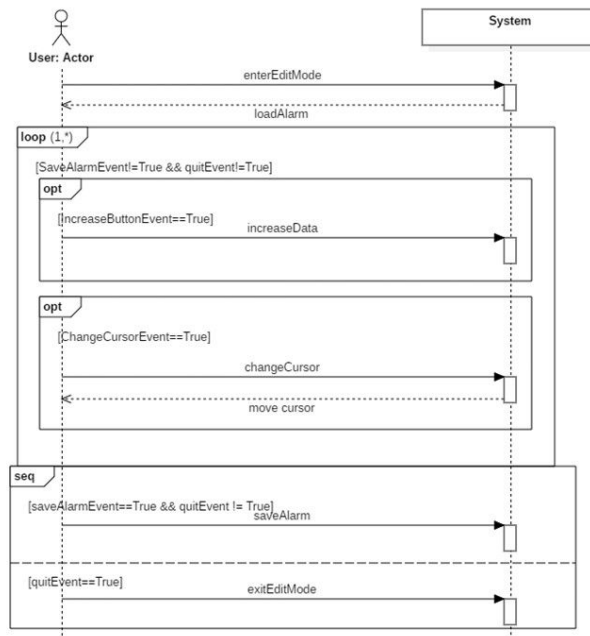 System
User: Actor
enterEditMode
loadAlarm
loop (1,*)
[SaveAlarmEvent!=True && quitEvent!=True]
opt
[IncreaseButtonEvent==True]
increaseData
opt
[ChangeCursorEvent==True]
changeCursor
move cursor
seq
[saveAlarmEvent==True && quitEvent != True]
saveAlarm
[quitEvent==True]
exitEditMode